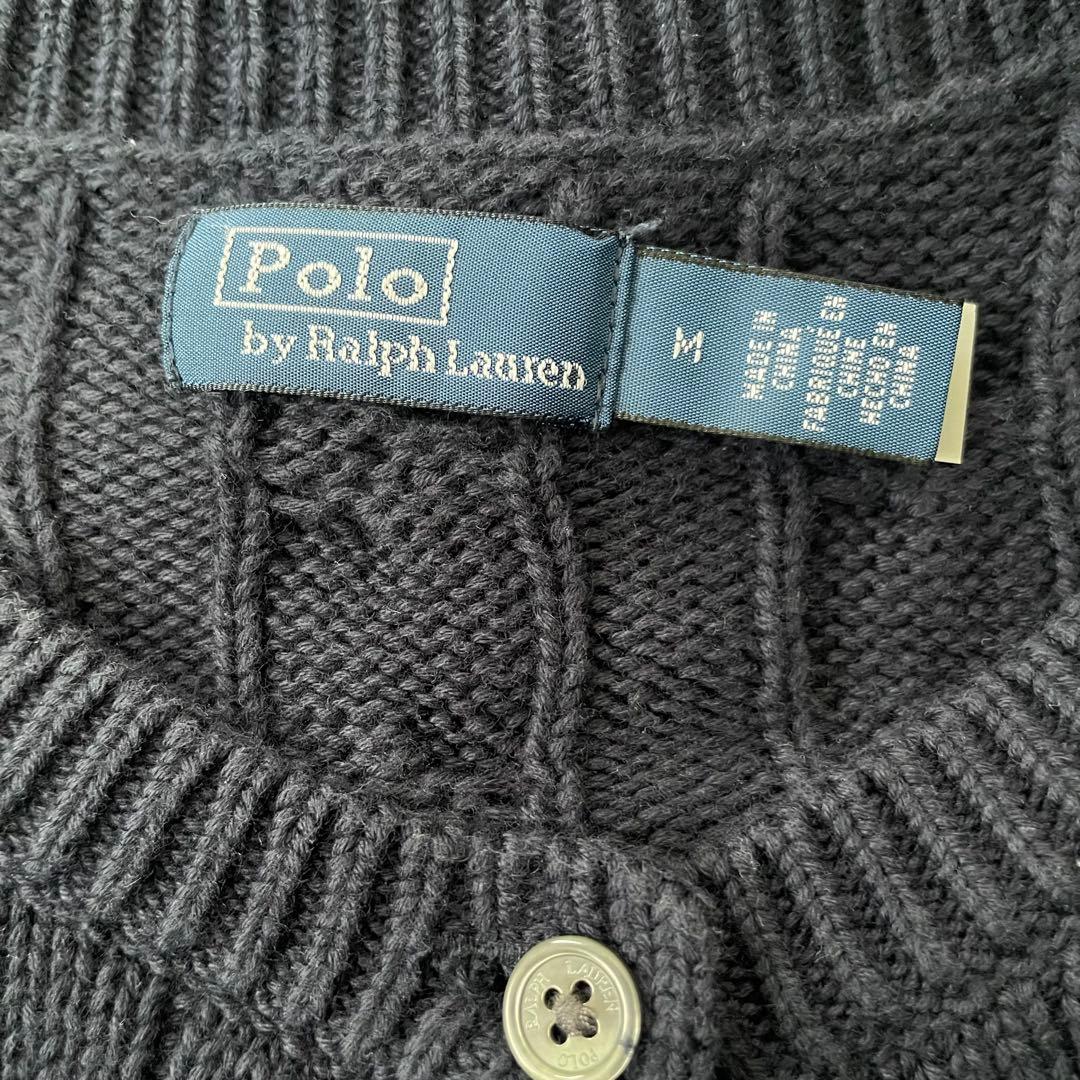 Polo
by Ralph Lauren
M
MADE IN
CHINA
FABRIQUÉ EN
CHINE
HECHO EN
CHINA
RALPH LAUREN
POLO